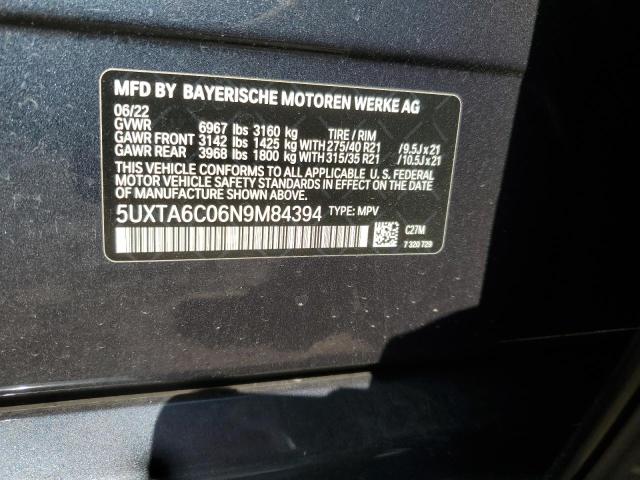 MFD BY BAYERISCHE MOTOREN WERKE AG
06/22
GVWR 6967 lbs 3160 kg TIRE / RIM
GAWR FRONT 3142 lbs 1425 kg WITH 275/40 R21 /9.5Jx21
GAWR REAR 3968 lbs 1800 kg WITH 315/35 R21 /10.5Jx21
THIS VEHICLE CONFORMS TO ALL APPLICABLE U. S. FEDERAL
MOTOR VEHICLE SAFETY STANDARDS IN EFFECT ON THE DATE
OF MANUFACTURE SHOWN ABOVE.
5UXTA6C06N9M84394 TYPE: MPV
C27M
7 320 729